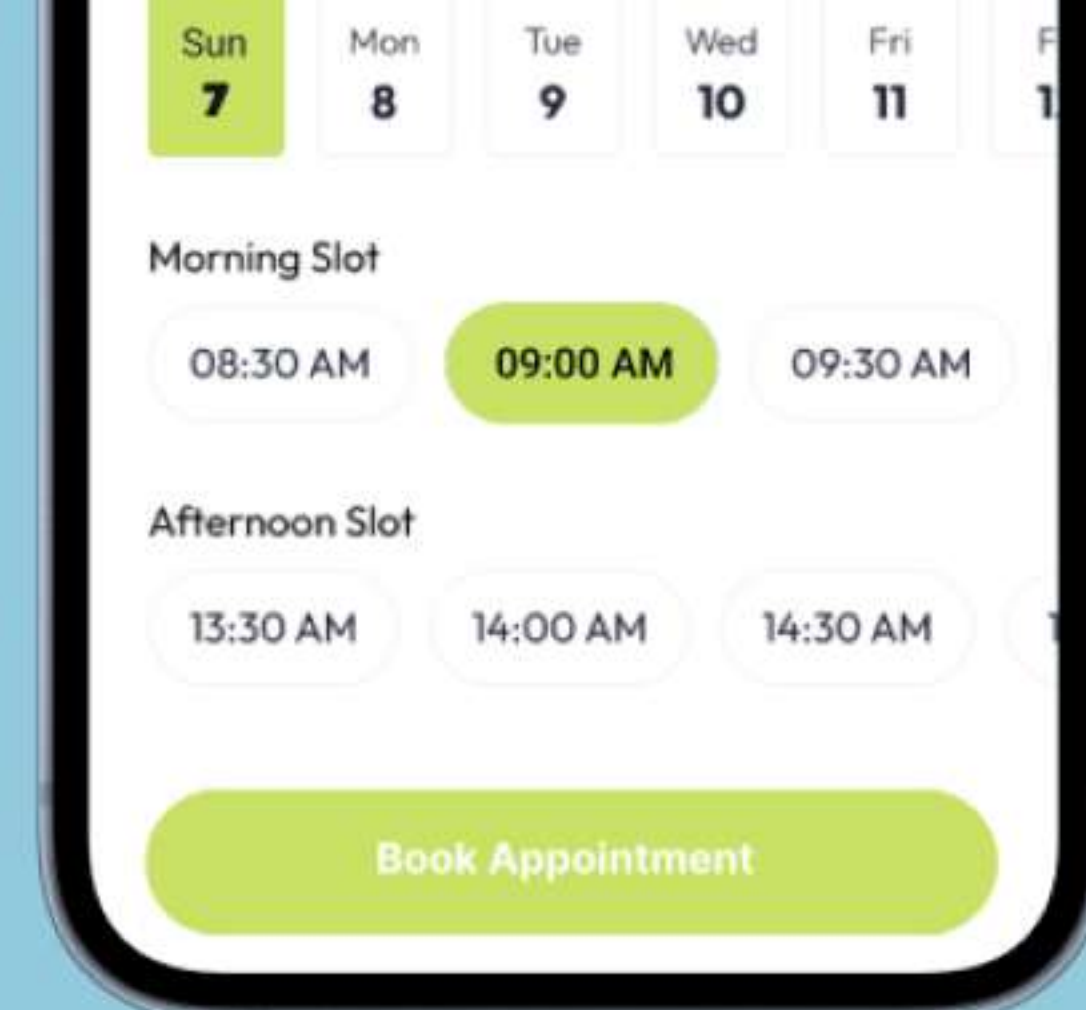 Sun Mon Tue Wed Fri
7 8 9 10 11
Morning Slot
08:30 AM 09:00 AM 09:30 AM
Afternoon Slot
13:30 AM 14:00 AM 14:30 AM
Book Appointment